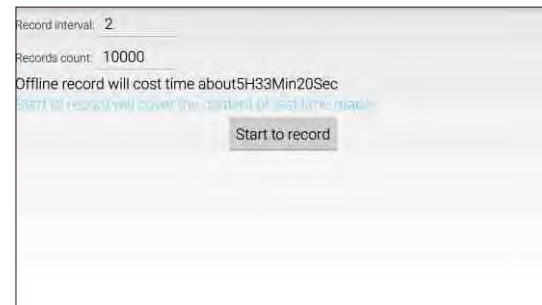 Record interval: 2
Records count: 10000
Offline record will cost time about5H33Min20Sec
Start to record will cover the content of last time made
Start to record